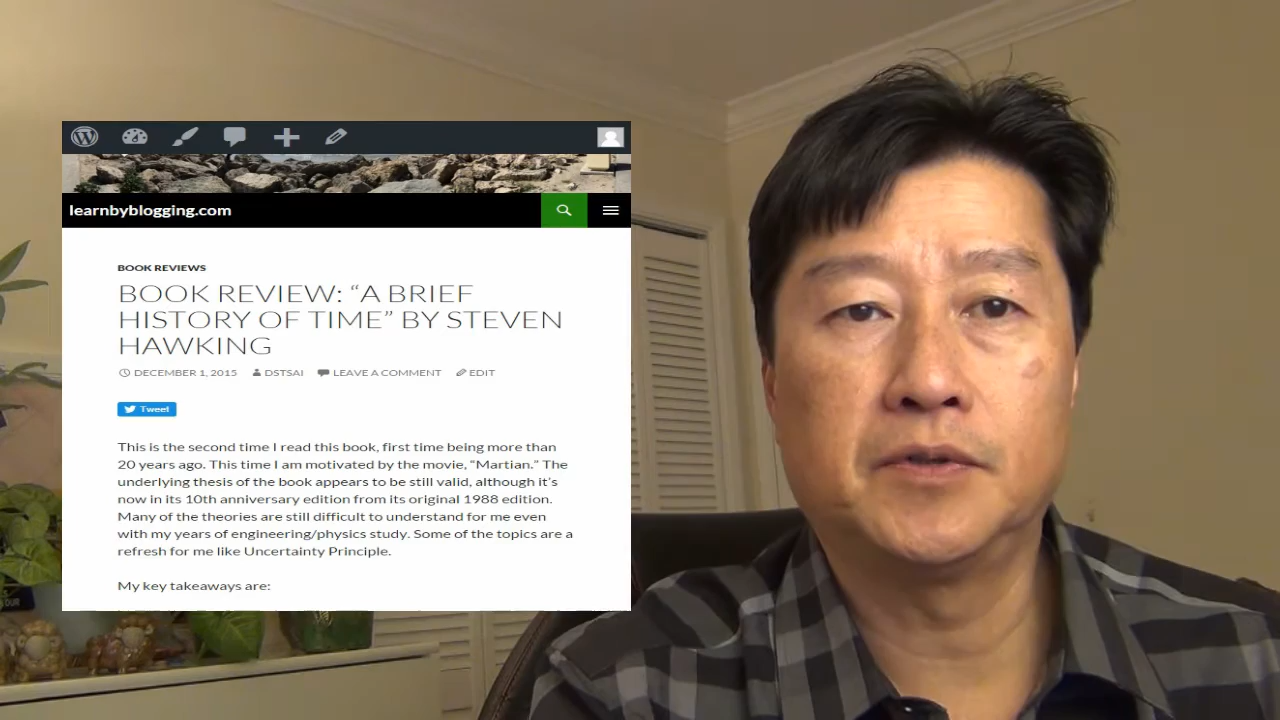 learnbyblogging.com
BOOK REVIEWS
BOOK REVIEW: “A BRIEF
HISTORY OF TIME” BY STEVEN
HAWKING
DECEMBER 1, 2015 DSTSAI LEAVE A COMMENT EDIT
Tweet
This is the second time I read this book, first time being more than
20 years ago. This time I am motivated by the movie, “Martian.” The
underlying thesis of the book appears to be still valid, although it’s
now in its 10th anniversary edition from its original 1988 edition.
Many of the theories are still difficult to understand for me even
with my years of engineering/physics study. Some of the topics are a
refresh for me like Uncertainty Principle.
My key takeaways are: